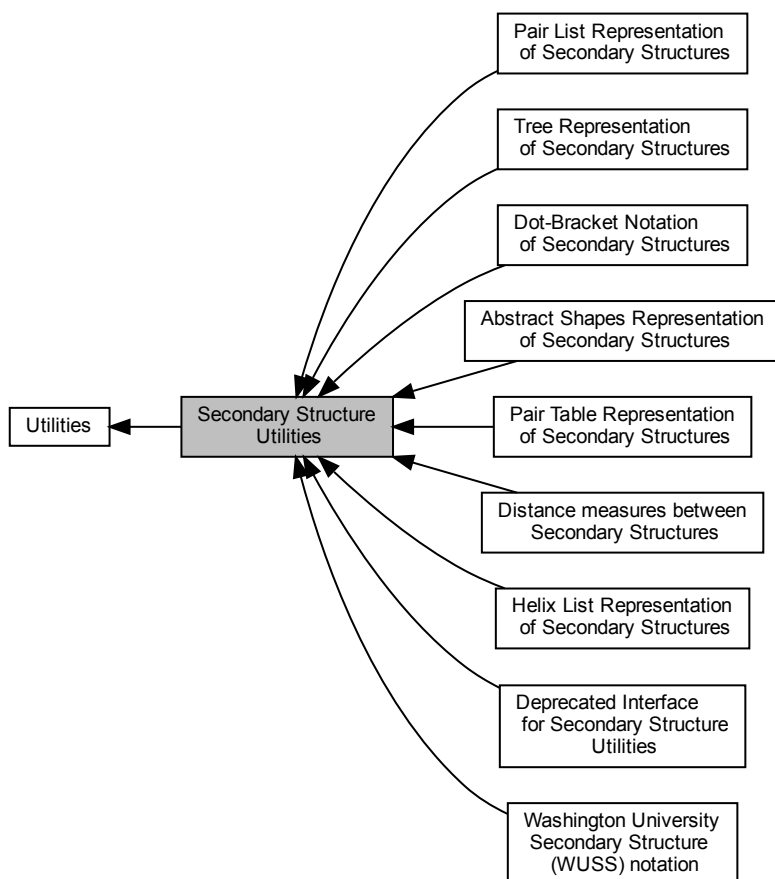 Pair List Representation
of Secondary Structures
Tree Representation
of Secondary Structures
Dot-Bracket Notation
of Secondary Structures
Abstract Shapes Representation
of Secondary Structures
Utilities
Secondary Structure
Utilities
Pair Table Representation
of Secondary Structures
Distance measures between
Secondary Structures
Helix List Representation
of Secondary Structures
Deprecated Interface
for Secondary Structure
Utilities
Washington University
Secondary Structure
(WUSS) notation